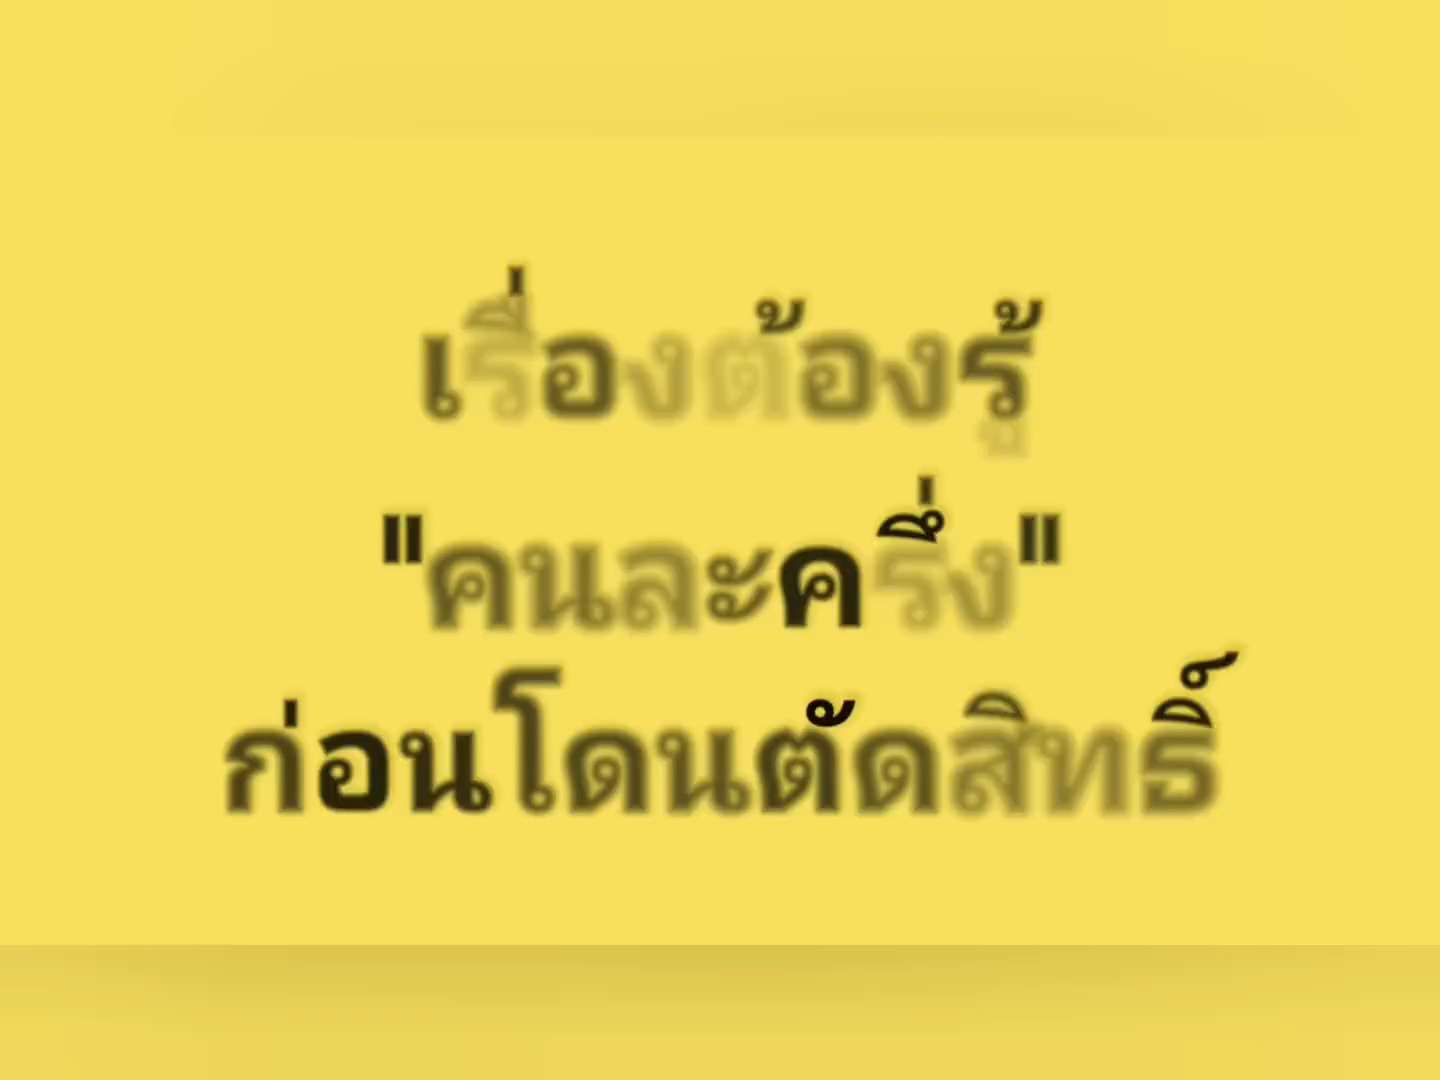 เรื่องต้องรู้
"คนละครึ่ง"
ก่อนโดนตัดสิทธิ์